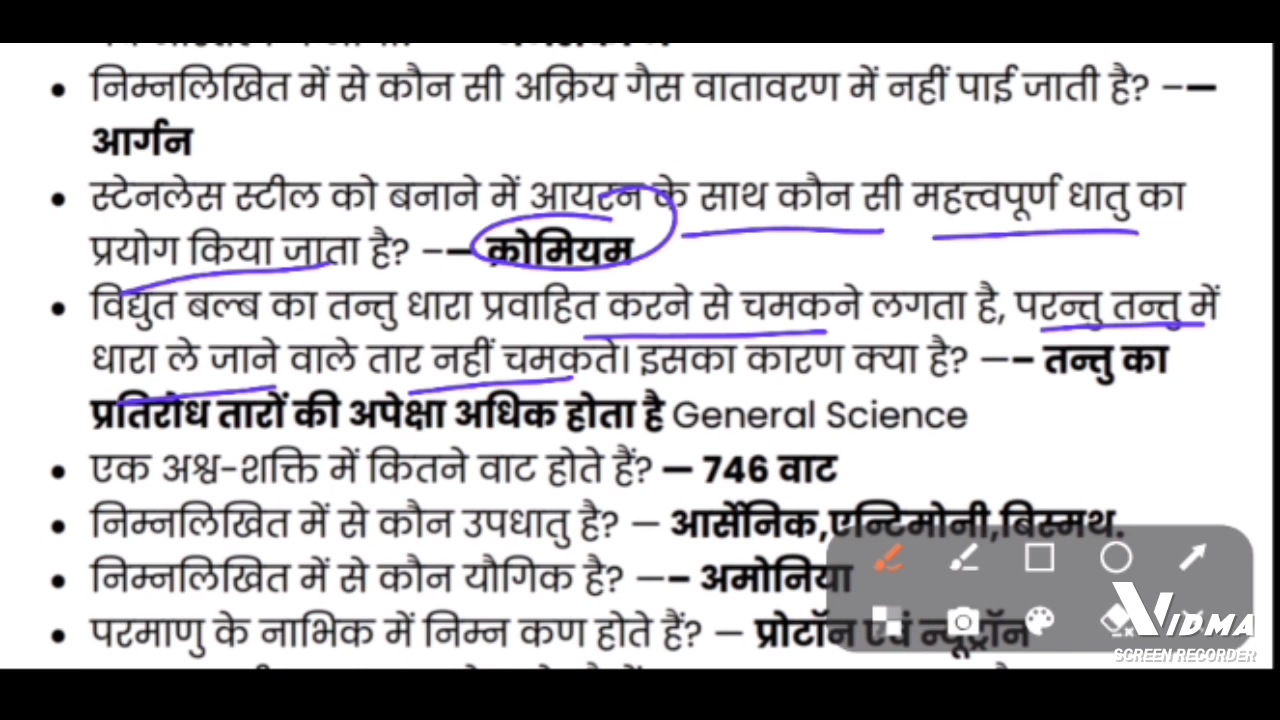 निम्नलिखित में से कौन सी अक्रिय गैस वातावरण में नहीं पाई जाती है? –—
आर्गन
स्टेनलेस स्टील को बनाने में आयरन के साथ कौन सी महत्त्वपूर्ण धातु का
प्रयोग किया जाता है? –— क्रोमियम
विद्युत बल्ब का तन्तु धारा प्रवाहित करने से चमकने लगता है, परन्तु तन्तु में
धारा ले जाने वाले तार नहीं चमकते। इसका कारण क्या है? —– तन्तु का
प्रतिरोध तारों की अपेक्षा अधिक होता है General Science
एक अश्व-शक्ति में कितने वाट होते हैं? — 746 वाट
निम्नलिखित में से कौन उपधातु है? — आर्सेनिक,एन्टिमोनी,बिस्मथ.
निम्नलिखित में से कौन यौगिक है? —– अमोनिया
परमाणु के नाभिक में निम्न कण होते हैं? — प्रोटॉन एवं न्यूट्रॉन
VIDMA
SCREEN RECORDER